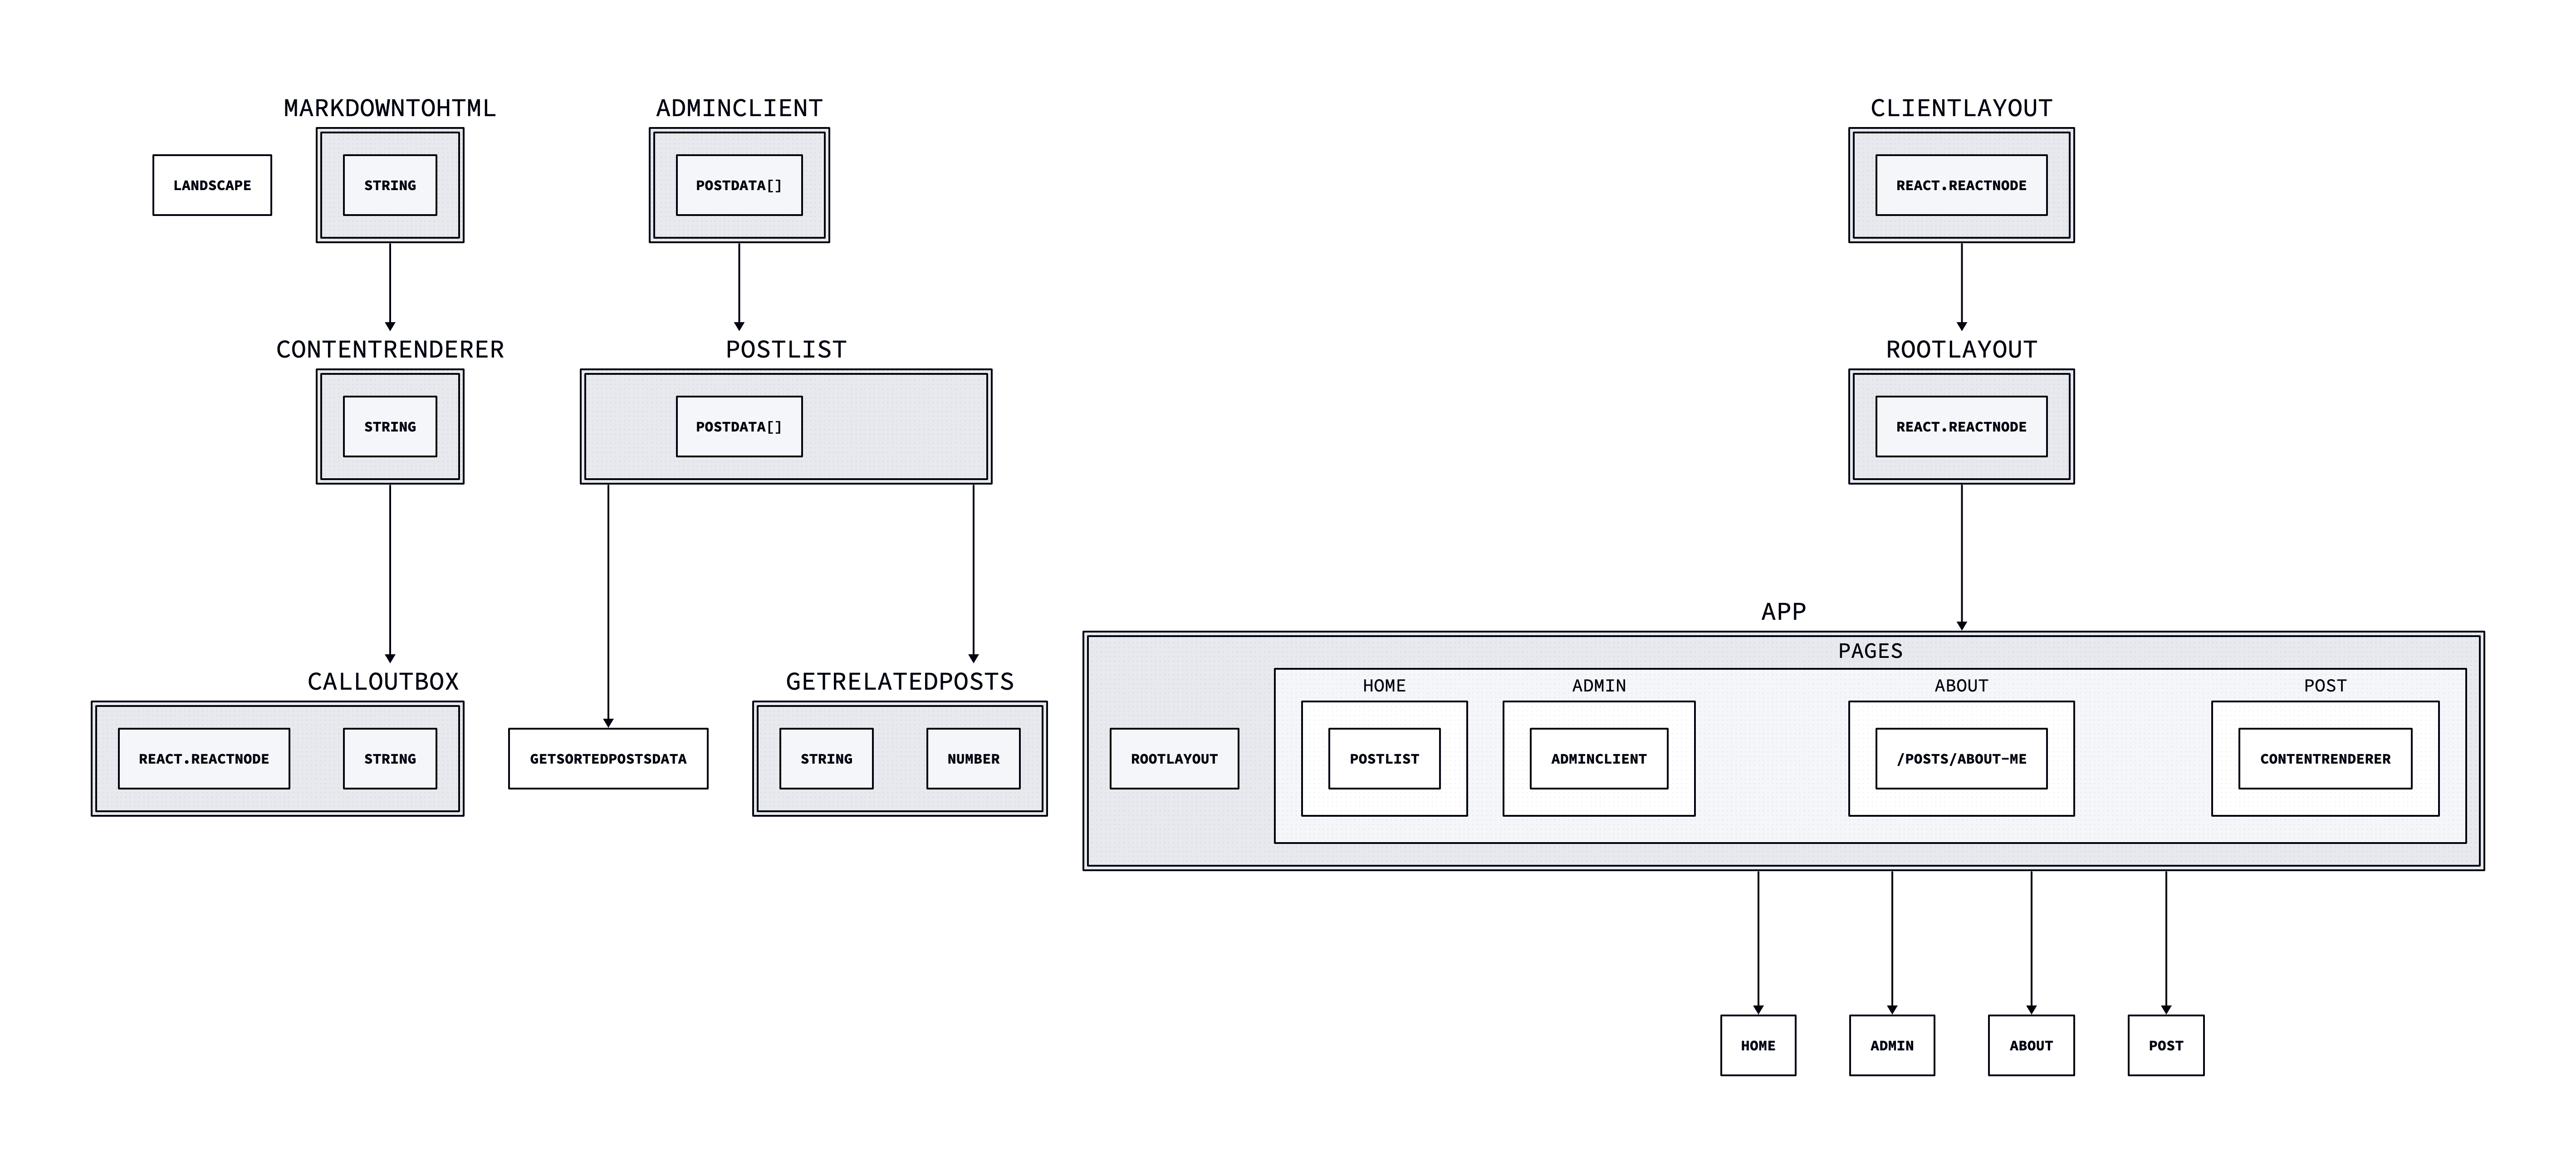 MARKDOWNTOHTML
ADMINCLIENT
CLIENTLAYOUT
LANDSCAPE
STRING
POSTDATA[]
REACT.REACTNODE
CONTENTRENDERER
POSTLIST
ROOTLAYOUT
STRING
POSTDATA[]
REACT.REACTNODE
APP
PAGES
CALLOUTBOX
GETRELATEDPOSTS
HOME
ADMIN
ABOUT
POST
REACT.REACTNODE
STRING
GETSORTEDPOSTSDATA
STRING
NUMBER
ROOTLAYOUT
POSTLIST
ADMINCLIENT
/POSTS/ABOUT-ME
CONTENTRENDERER
HOME
ADMIN
ABOUT
POST